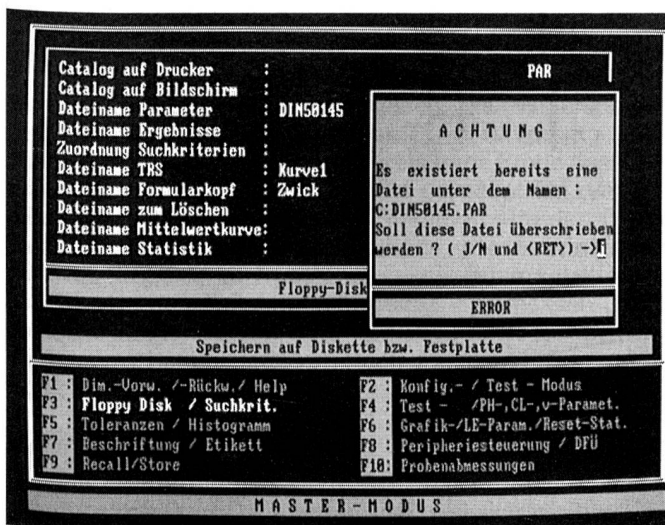 Catalog auf Drucker : PAR
Catalog auf Bildschirm :
Dateiname Parameter : DIN50145
Dateiname Ergebnisse :
Zuordnung Suchkriterien :
Dateiname TRS : Kurve1
Dateiname Formularkopf : Zwick
Dateiname zum Löschen :
Dateiname Mittelwertkurve:
Dateiname Statistik :
Floppy-Disk
ACHTUNG
Es existiert bereits eine
Datei unter dem Namen :
C:DIN50145.PAR
Soll diese Datei überschrieben
werden ? ( J/N und <RET>) ->
ERROR
Speichern auf Diskette bzw. Festplatte
F1 : Dim.-Vorw. /-Rückw./ Help
F2 : Konfig.- / Test - Modus
F3 : Floppy Disk / Suchkrit.
F4 : Test - /PH-,CL-,v-Paramet.
F5 : Toleranzen / Histogramm
F6 : Grafik-/LE-Param./Reset-Stat.
F7 : Beschriftung / Etikett
F8 : Peripheriesteuerung / DFÜ
F9 : Recall/Store
F10: Probenabmessungen
MASTER-MODUS